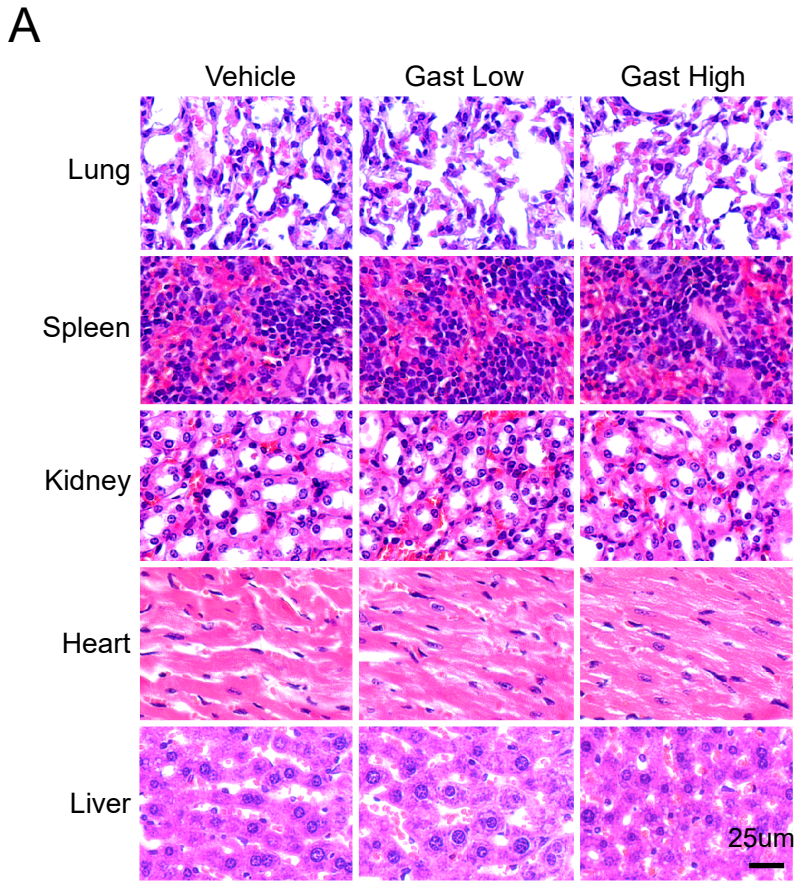 A
Vehicle Gast Low Gast High
Lung
Spleen
Kidney
Heart
Liver
25um